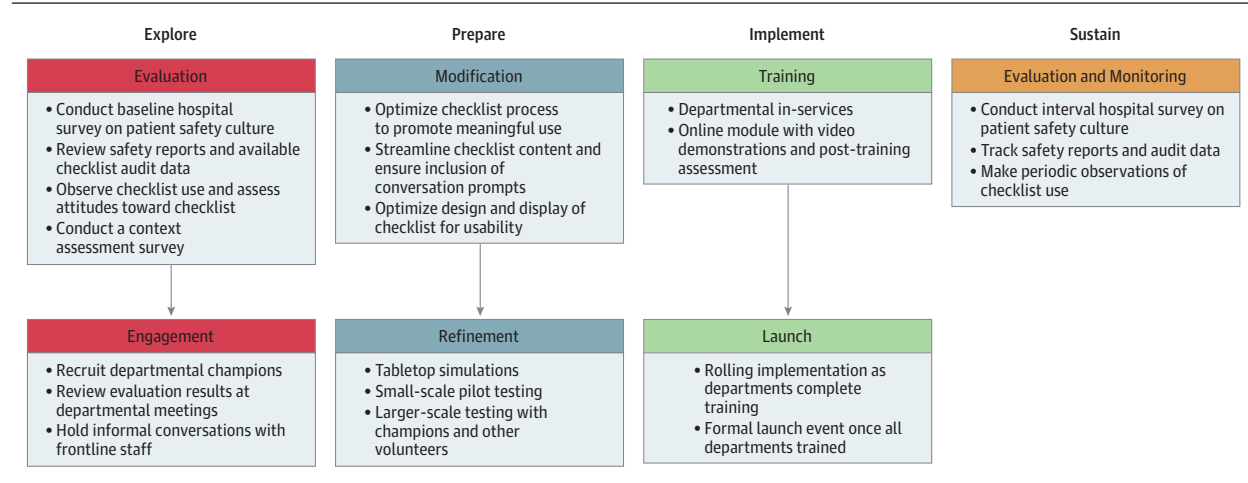 Explore
Evaluation
• Conduct baseline hospital
survey on patient safety culture
• Review safety reports and available
checklist audit data
• Observe checklist use and assess
attitudes toward checklist
• Conduct a context
assessment survey
Engagement
• Recruit departmental champions
• Review evaluation results at
departmental meetings
• Hold informal conversations with
frontline staff
Prepare
Modification
• Optimize checklist process
to promote meaningful use
• Streamline checklist content and
ensure inclusion of
conversation prompts
• Optimize design and display of
checklist for usability
Refinement
• Tabletop simulations
• Small-scale pilot testing
• Larger-scale testing with
champions and other
volunteers
Implement
Training
• Departmental in-services
• Online module with video
demonstrations and post-training
assessment
Launch
• Rolling implementation as
departments complete
training
• Formal launch event once all
departments trained
Sustain
Evaluation and Monitoring
• Conduct interval hospital survey on
patient safety culture
• Track safety reports and audit data
• Make periodic observations of
checklist use